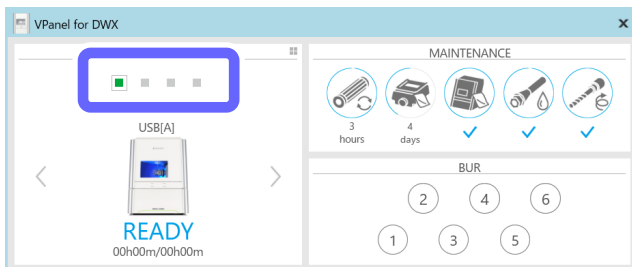 VPanel for DWX
USB[A]
READY
00h00m/00h00m
MAINTENANCE
3
hours
4
days
BUR
2 4 6
1 3 5